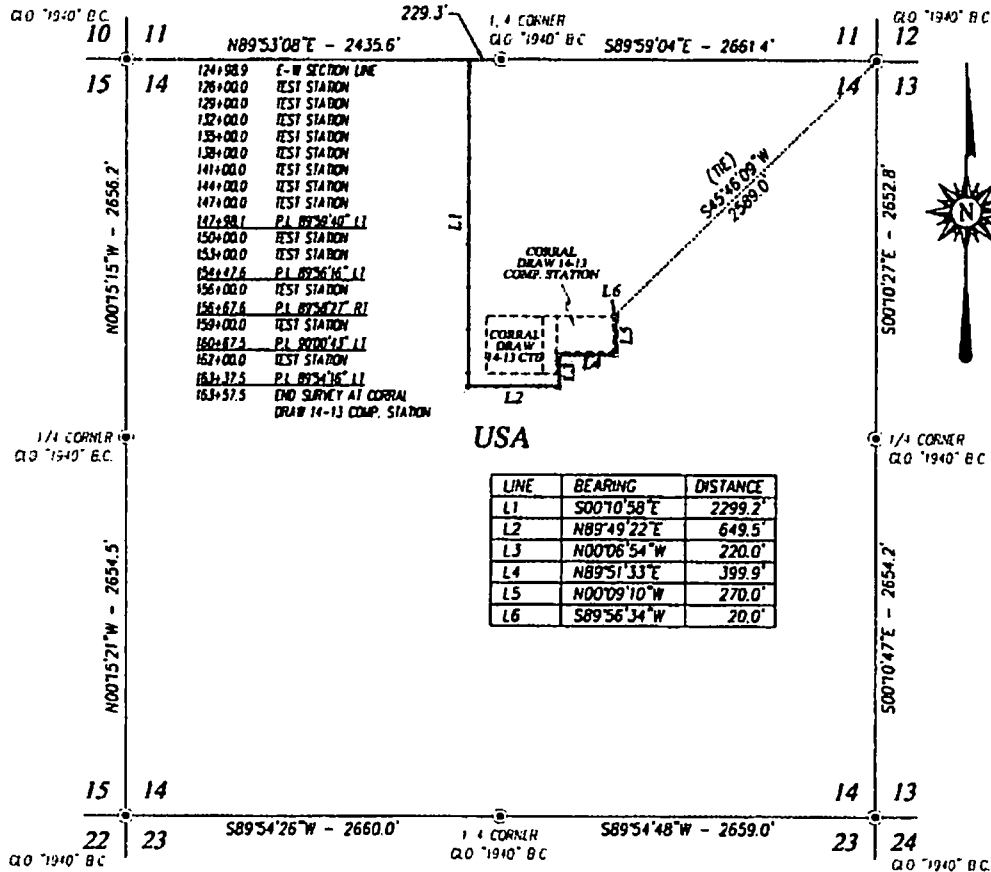 GLO "1940" B.C.
229.3'
1/4 CORNER
GLO "1940" B.C
GLO "1940" B.C
10 11
N89°53'08"E - 2435.6'
S89°59'04"E - 2661.4'
11 12
15 14
14 13
124+98.9 E-W SECTION LINE
126+00.0 TEST STATION
129+00.0 TEST STATION
132+00.0 TEST STATION
135+00.0 TEST STATION
138+00.0 TEST STATION
141+00.0 TEST STATION
144+00.0 TEST STATION
147+00.0 TEST STATION
147+98.1 P.I. 89°59'40" LT
150+00.0 TEST STATION
153+00.0 TEST STATION
154+47.6 P.I. 89°56'16" LT
156+00.0 TEST STATION
156+67.6 P.I. 89°58'27" RT
159+00.0 TEST STATION
160+67.5 P.I. 90°00'43" LT
162+00.0 TEST STATION
163+37.5 P.I. 89°54'16" LT
163+57.5 END SURVEY AT CORRAL
DRAW 14-13 COMP. STATION
N00°15'15"W - 2656.2'
L1
(TIE)
S45°46'09"W
2589.0'
S00°10'27"E - 2652.8'
N
CORRAL
DRAW 14-13
COMP. STATION
L6
CORRAL
DRAW
14-13 CTB
L5
L4
L3
L2
1/4 CORNER
GLO "1940" B.C.
USA
1/4 CORNER
GLO "1940" B.C
LINE BEARING DISTANCE
L1 S00°10'58"E 2299.2'
L2 N89°49'22"E 649.5'
L3 N00°06'54"W 220.0'
L4 N89°51'33"E 399.9'
L5 N00°09'10"W 270.0'
L6 S89°56'34"W 20.0'
N00°15'21"W - 2654.5'
S00°10'47"E - 2654.2'
15 14
14 13
22 23
S89°54'26"W - 2660.0'
1/4 CORNER
GLO "1940" B.C
S89°54'48"W - 2659.0'
23 24
GLO "1940" B.C
GLO "1940" B.C.